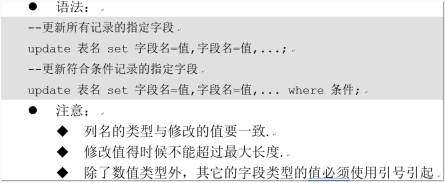 ● 语法：
--更新所有记录的指定字段
update 表名 set 字段名=值,字段名=值,...;
--更新符合条件记录的指定字段
update 表名 set 字段名=值,字段名=值,... where 条件;
● 注意：
◆ 列名的类型与修改的值要一致.
◆ 修改值得时候不能超过最大长度.
◆ 除了数值类型外，其它的字段类型的值必须使用引号引起